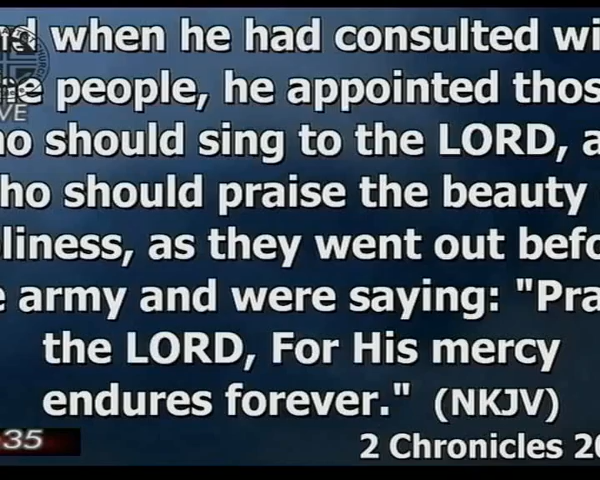 when he had consulted wi
people, he appointed thos
o should sing to the LORD, a
ho should praise the beauty
liness, as they went out befo
e army and were saying: "Pra
the LORD, For His mercy
endures forever." (NKJV)
:35
2 Chronicles 20